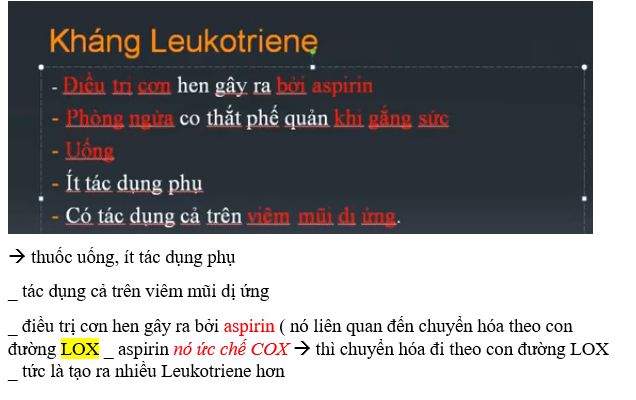 Kháng Leukotriene
- Điều trị cơn hen gây ra bởi aspirin
- Phòng ngừa co thắt phế quản khi gắng sức
- Uống
- Ít tác dụng phụ
- Có tác dụng cả trên viêm mũi dị ứng.
→ thuốc uống, ít tác dụng phụ
_ tác dụng cả trên viêm mũi dị ứng
_ điều trị cơn hen gây ra bởi aspirin ( nó liên quan đến chuyển hóa theo con
đường LOX _ aspirin nó ức chế COX → thì chuyển hóa đi theo con đường LOX
_ tức là tạo ra nhiều Leukotriene hơn